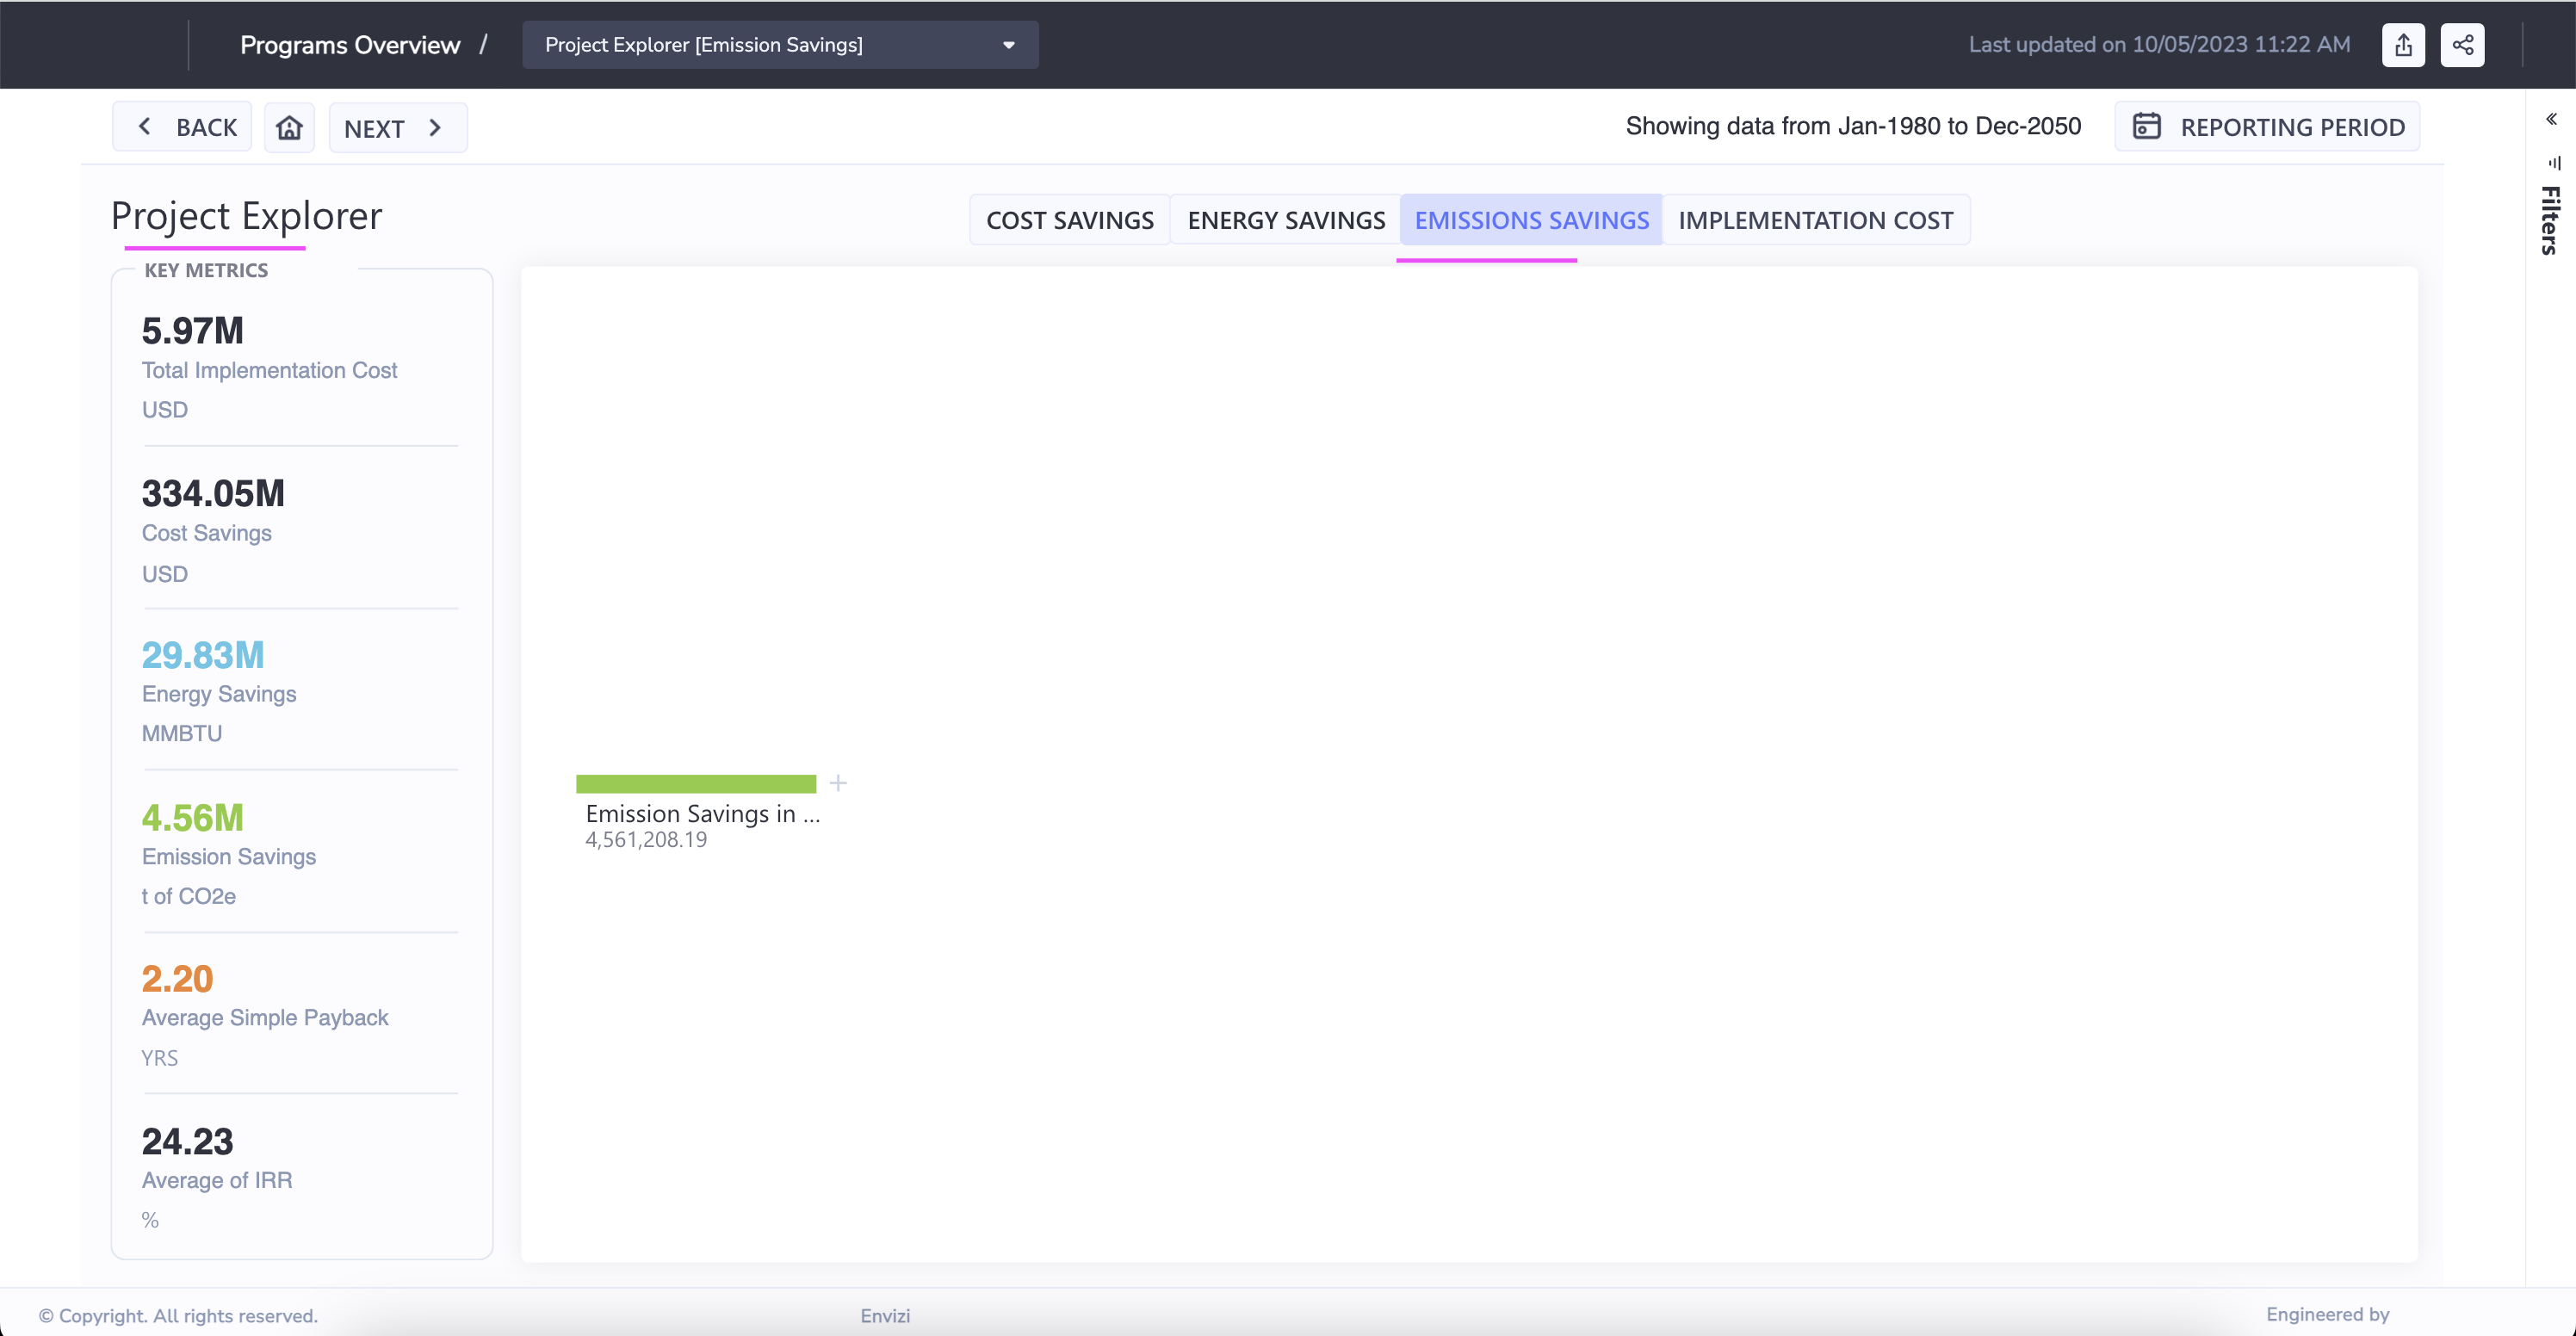 Programs Overview /
Project Explorer [Emission Savings]
Last updated on 10/05/2023 11:22 AM
BACK
NEXT
Showing data from Jan-1980 to Dec-2050
REPORTING PERIOD
Filters
Project Explorer
COST SAVINGS
ENERGY SAVINGS
EMISSIONS SAVINGS
IMPLEMENTATION COST
KEY METRICS
5.97M
Total Implementation Cost
USD
334.05M
Cost Savings
USD
29.83M
Energy Savings
MMBTU
4.56M
Emission Savings
t of CO2e
2.20
Average Simple Payback
YRS
24.23
Average of IRR
%
Emission Savings in ...
4,561,208.19
© Copyright. All rights reserved.
Envizi
Engineered by